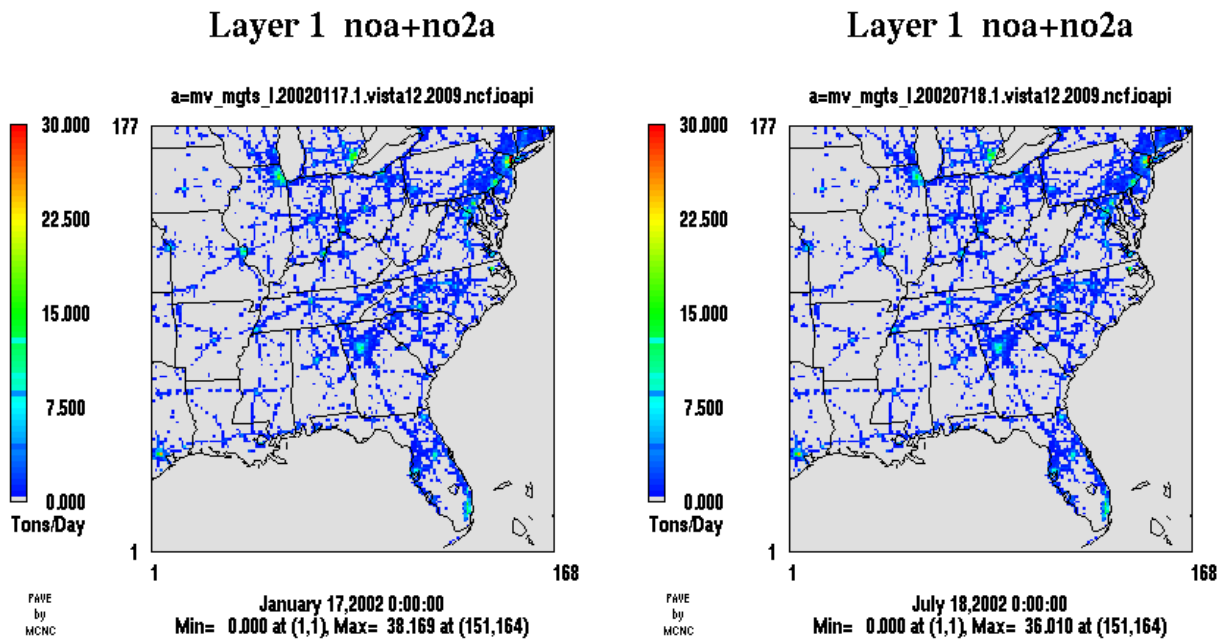 Layer 1 noa+no2a
a=mv_mgts_l.20020117.1.vista12.2009.ncf.ioapi
30.000
22.500
15.000
7.500
0.000
Tons/Day
177
1
1
168
PAVE
by
MCNC
January 17,2002 0:00:00
Min= 0.000 at (1,1), Max= 38.169 at (151,164)
Layer 1 noa+no2a
a=mv_mgts_l.20020718.1.vista12.2009.ncf.ioapi
30.000
22.500
15.000
7.500
0.000
Tons/Day
177
1
1
168
PAVE
by
MCNC
July 18,2002 0:00:00
Min= 0.000 at (1,1), Max= 36.010 at (151,164)